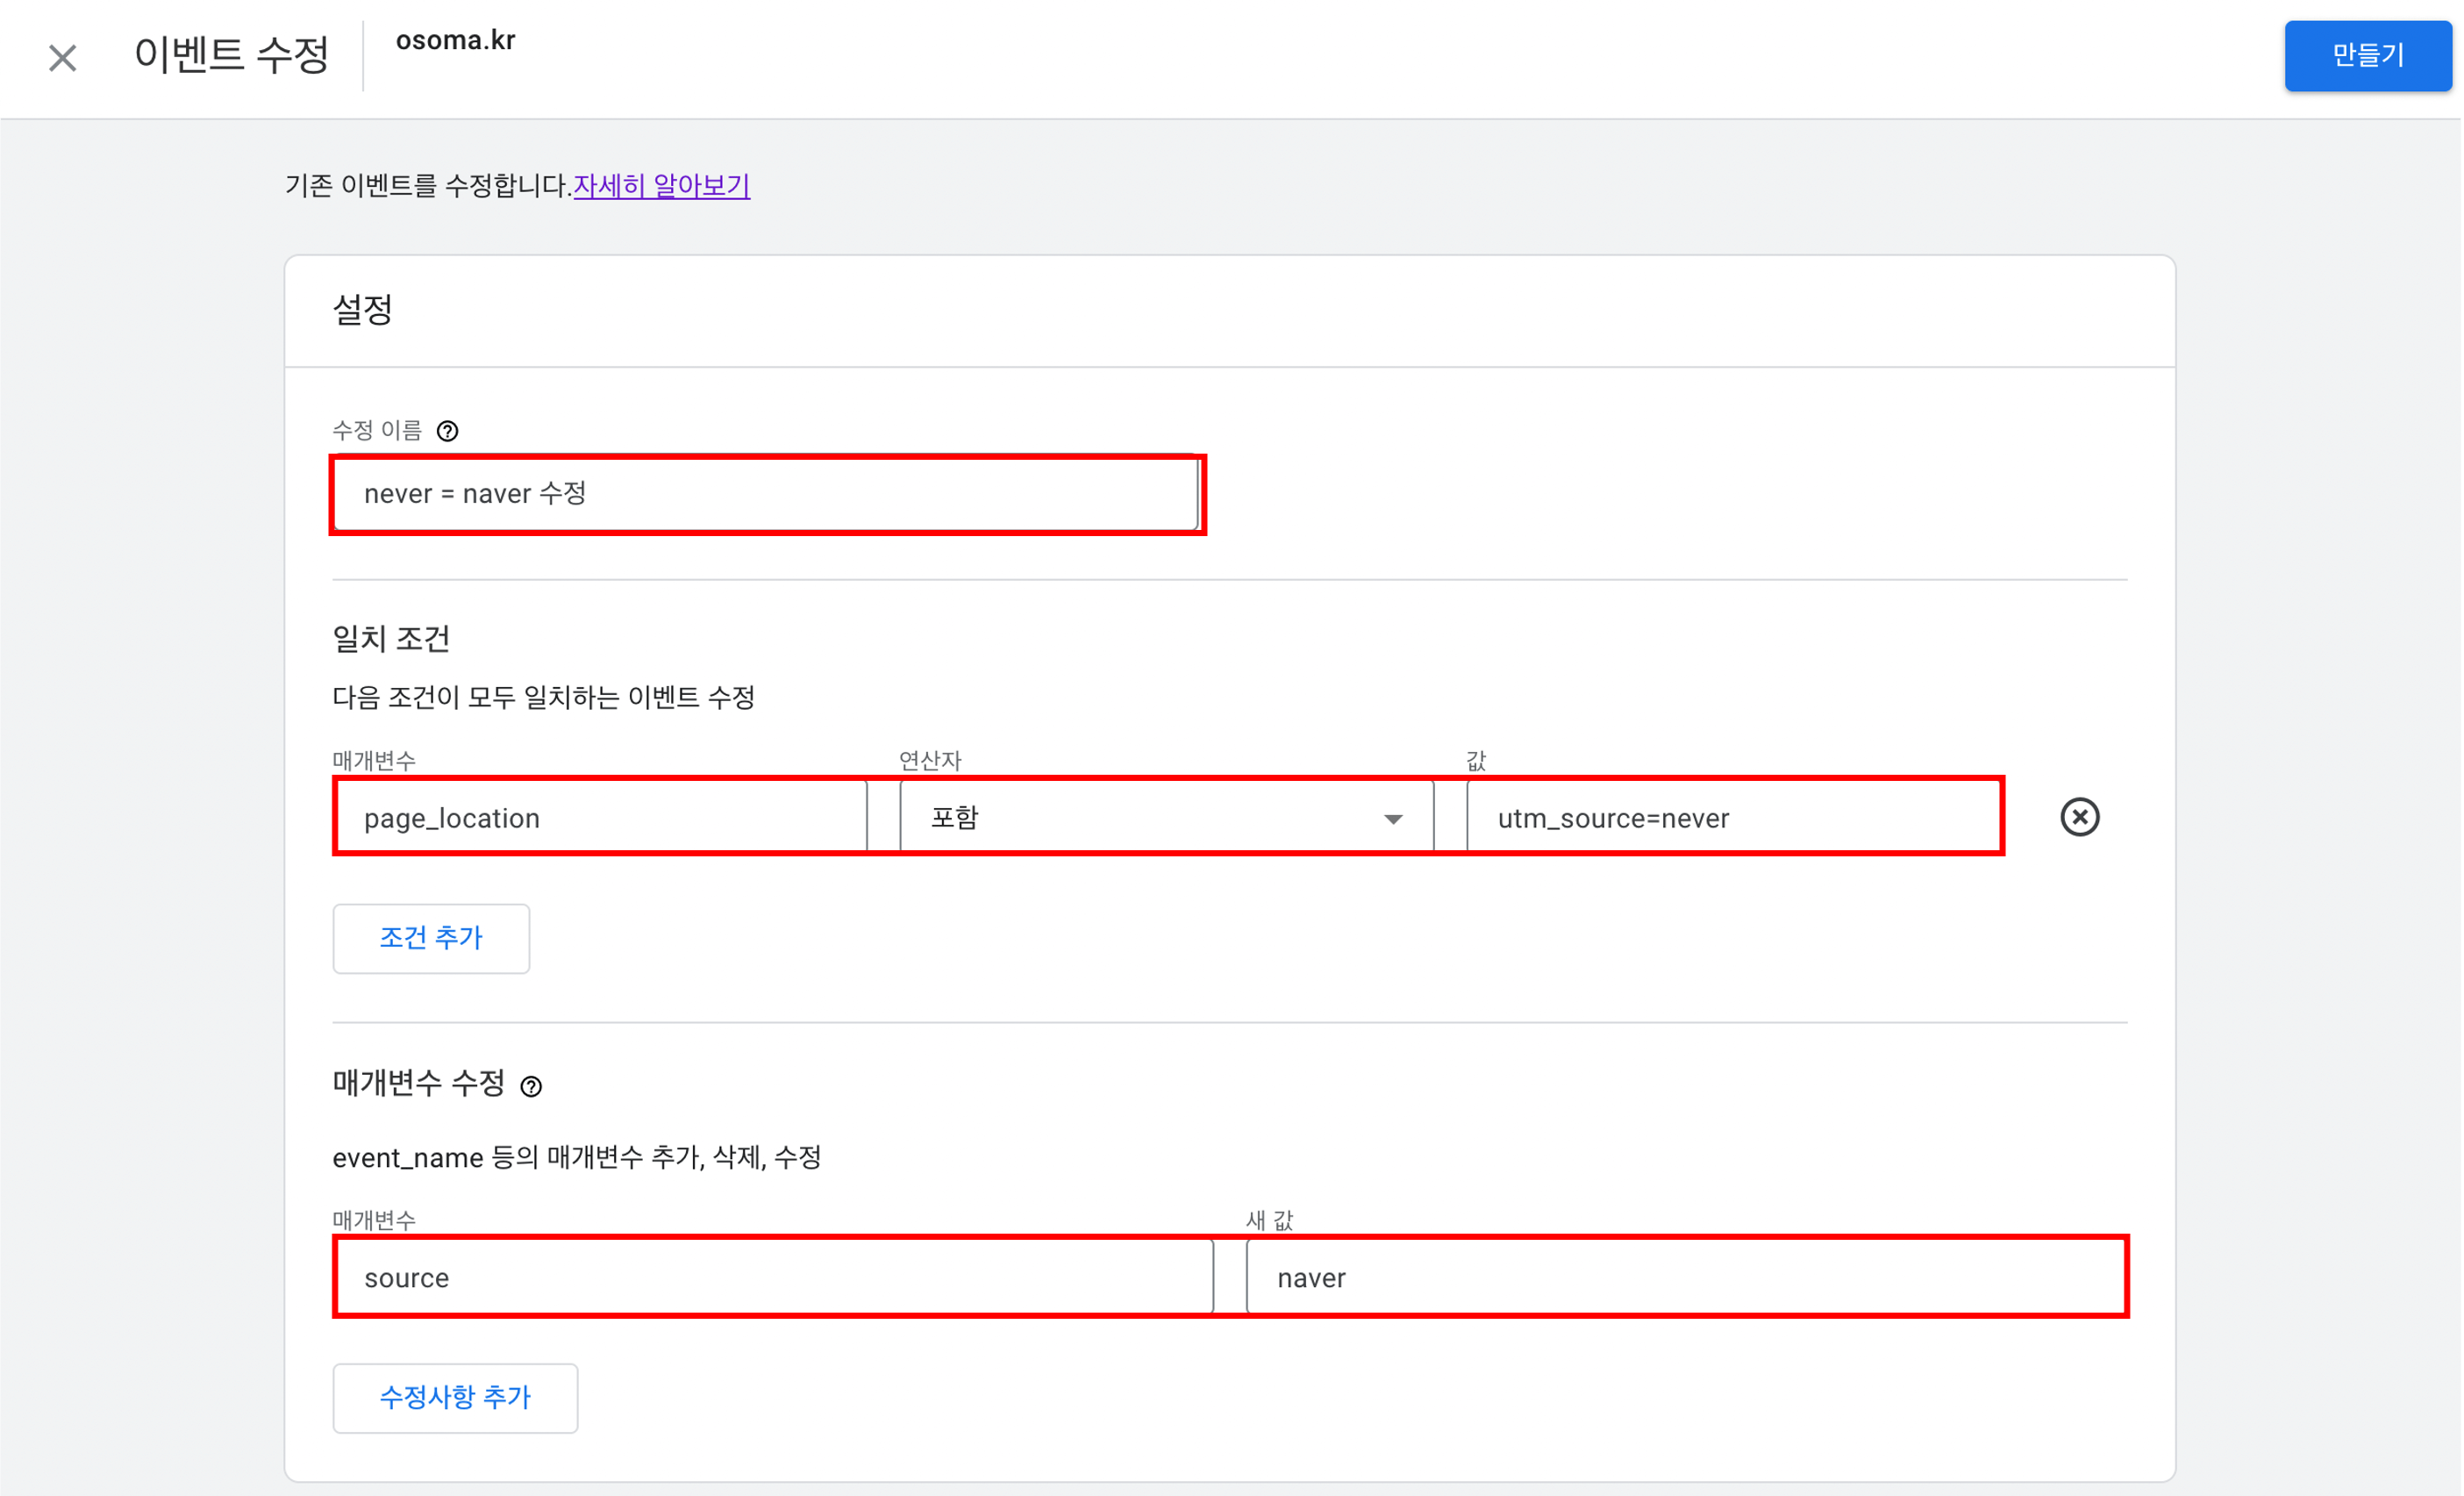 이벤트 수정
osoma.kr
만들기
기존 이벤트를 수정합니다.자세히 알아보기
설정
수정 이름
never = naver 수정
일치 조건
다음 조건이 모두 일치하는 이벤트 수정
매개변수 연산자 값
page_location 포함 utm_source=never
조건 추가
매개변수 수정
event_name 등의 매개변수 추가, 삭제, 수정
매개변수 새 값
source naver
수정사항 추가